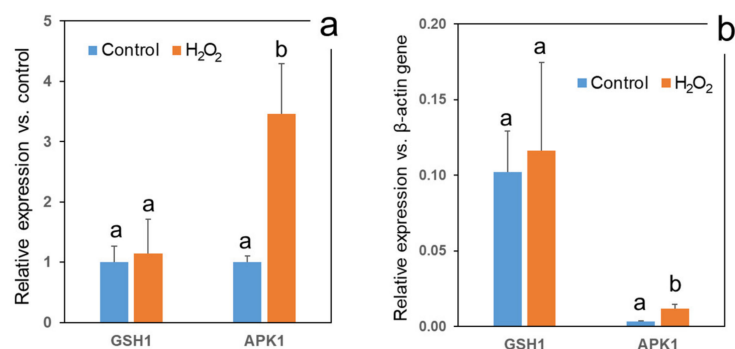 a
Control H₂O₂
Relative expression vs. control
5
4
3
2
1
0
a
a
a
b
GSH1 APK1
b
Control H₂O₂
Relative expression vs. β-actin gene
0.20
0.15
0.10
0.05
0.00
a
a
a
b
GSH1 APK1